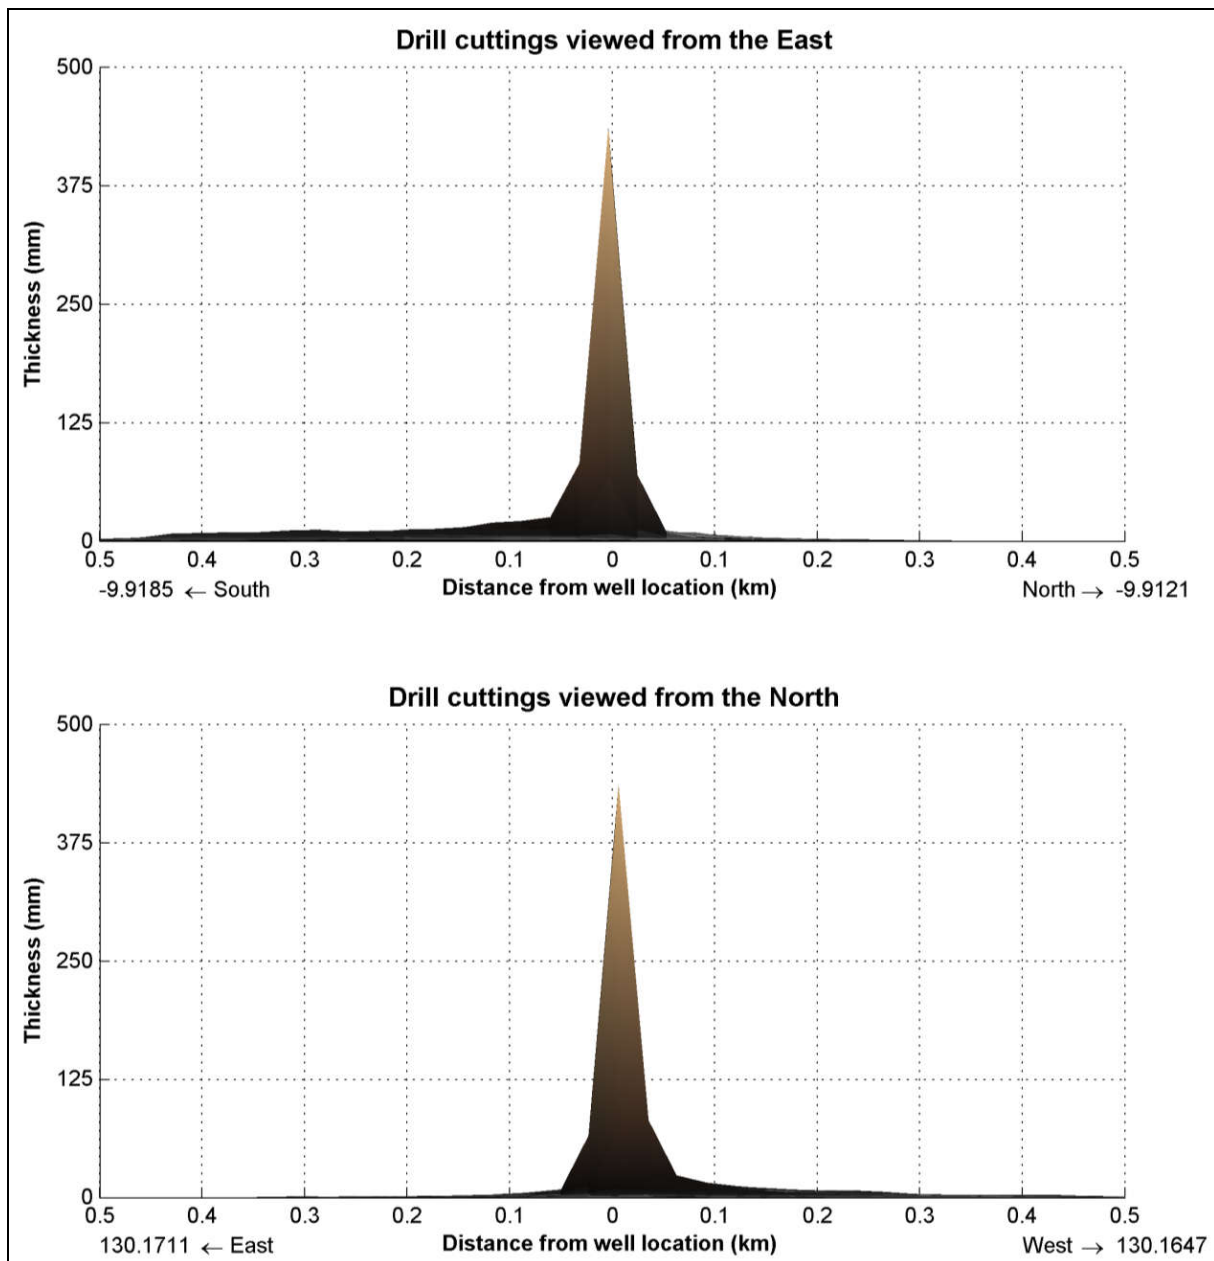 Drill cuttings viewed from the East
500
375
250
125
0
Thickness (mm)
0.5 0.4 0.3 0.2 0.1 0 0.1 0.2 0.3 0.4 0.5
-9.9185 ← South Distance from well location (km) North → -9.9121
Drill cuttings viewed from the North
500
375
250
125
0
Thickness (mm)
0.5 0.4 0.3 0.2 0.1 0 0.1 0.2 0.3 0.4 0.5
130.1711 ← East Distance from well location (km) West → 130.1647